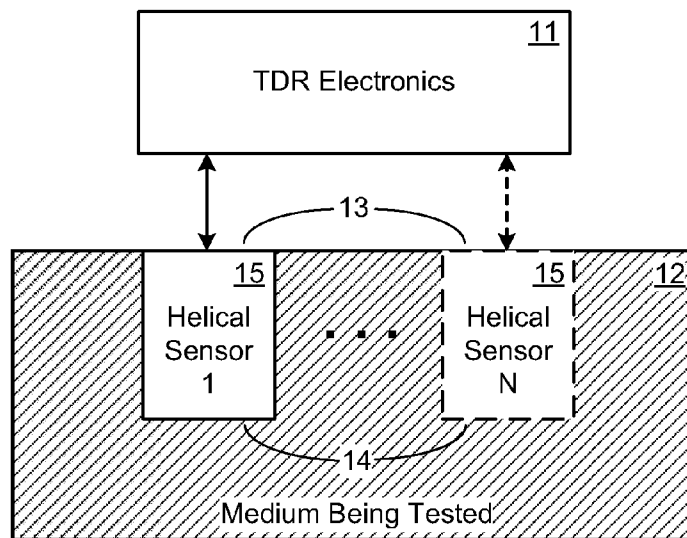 11
TDR Electronics
13
15
Helical
Sensor
1
. . .
15
Helical
Sensor
N
12
14
Medium Being Tested